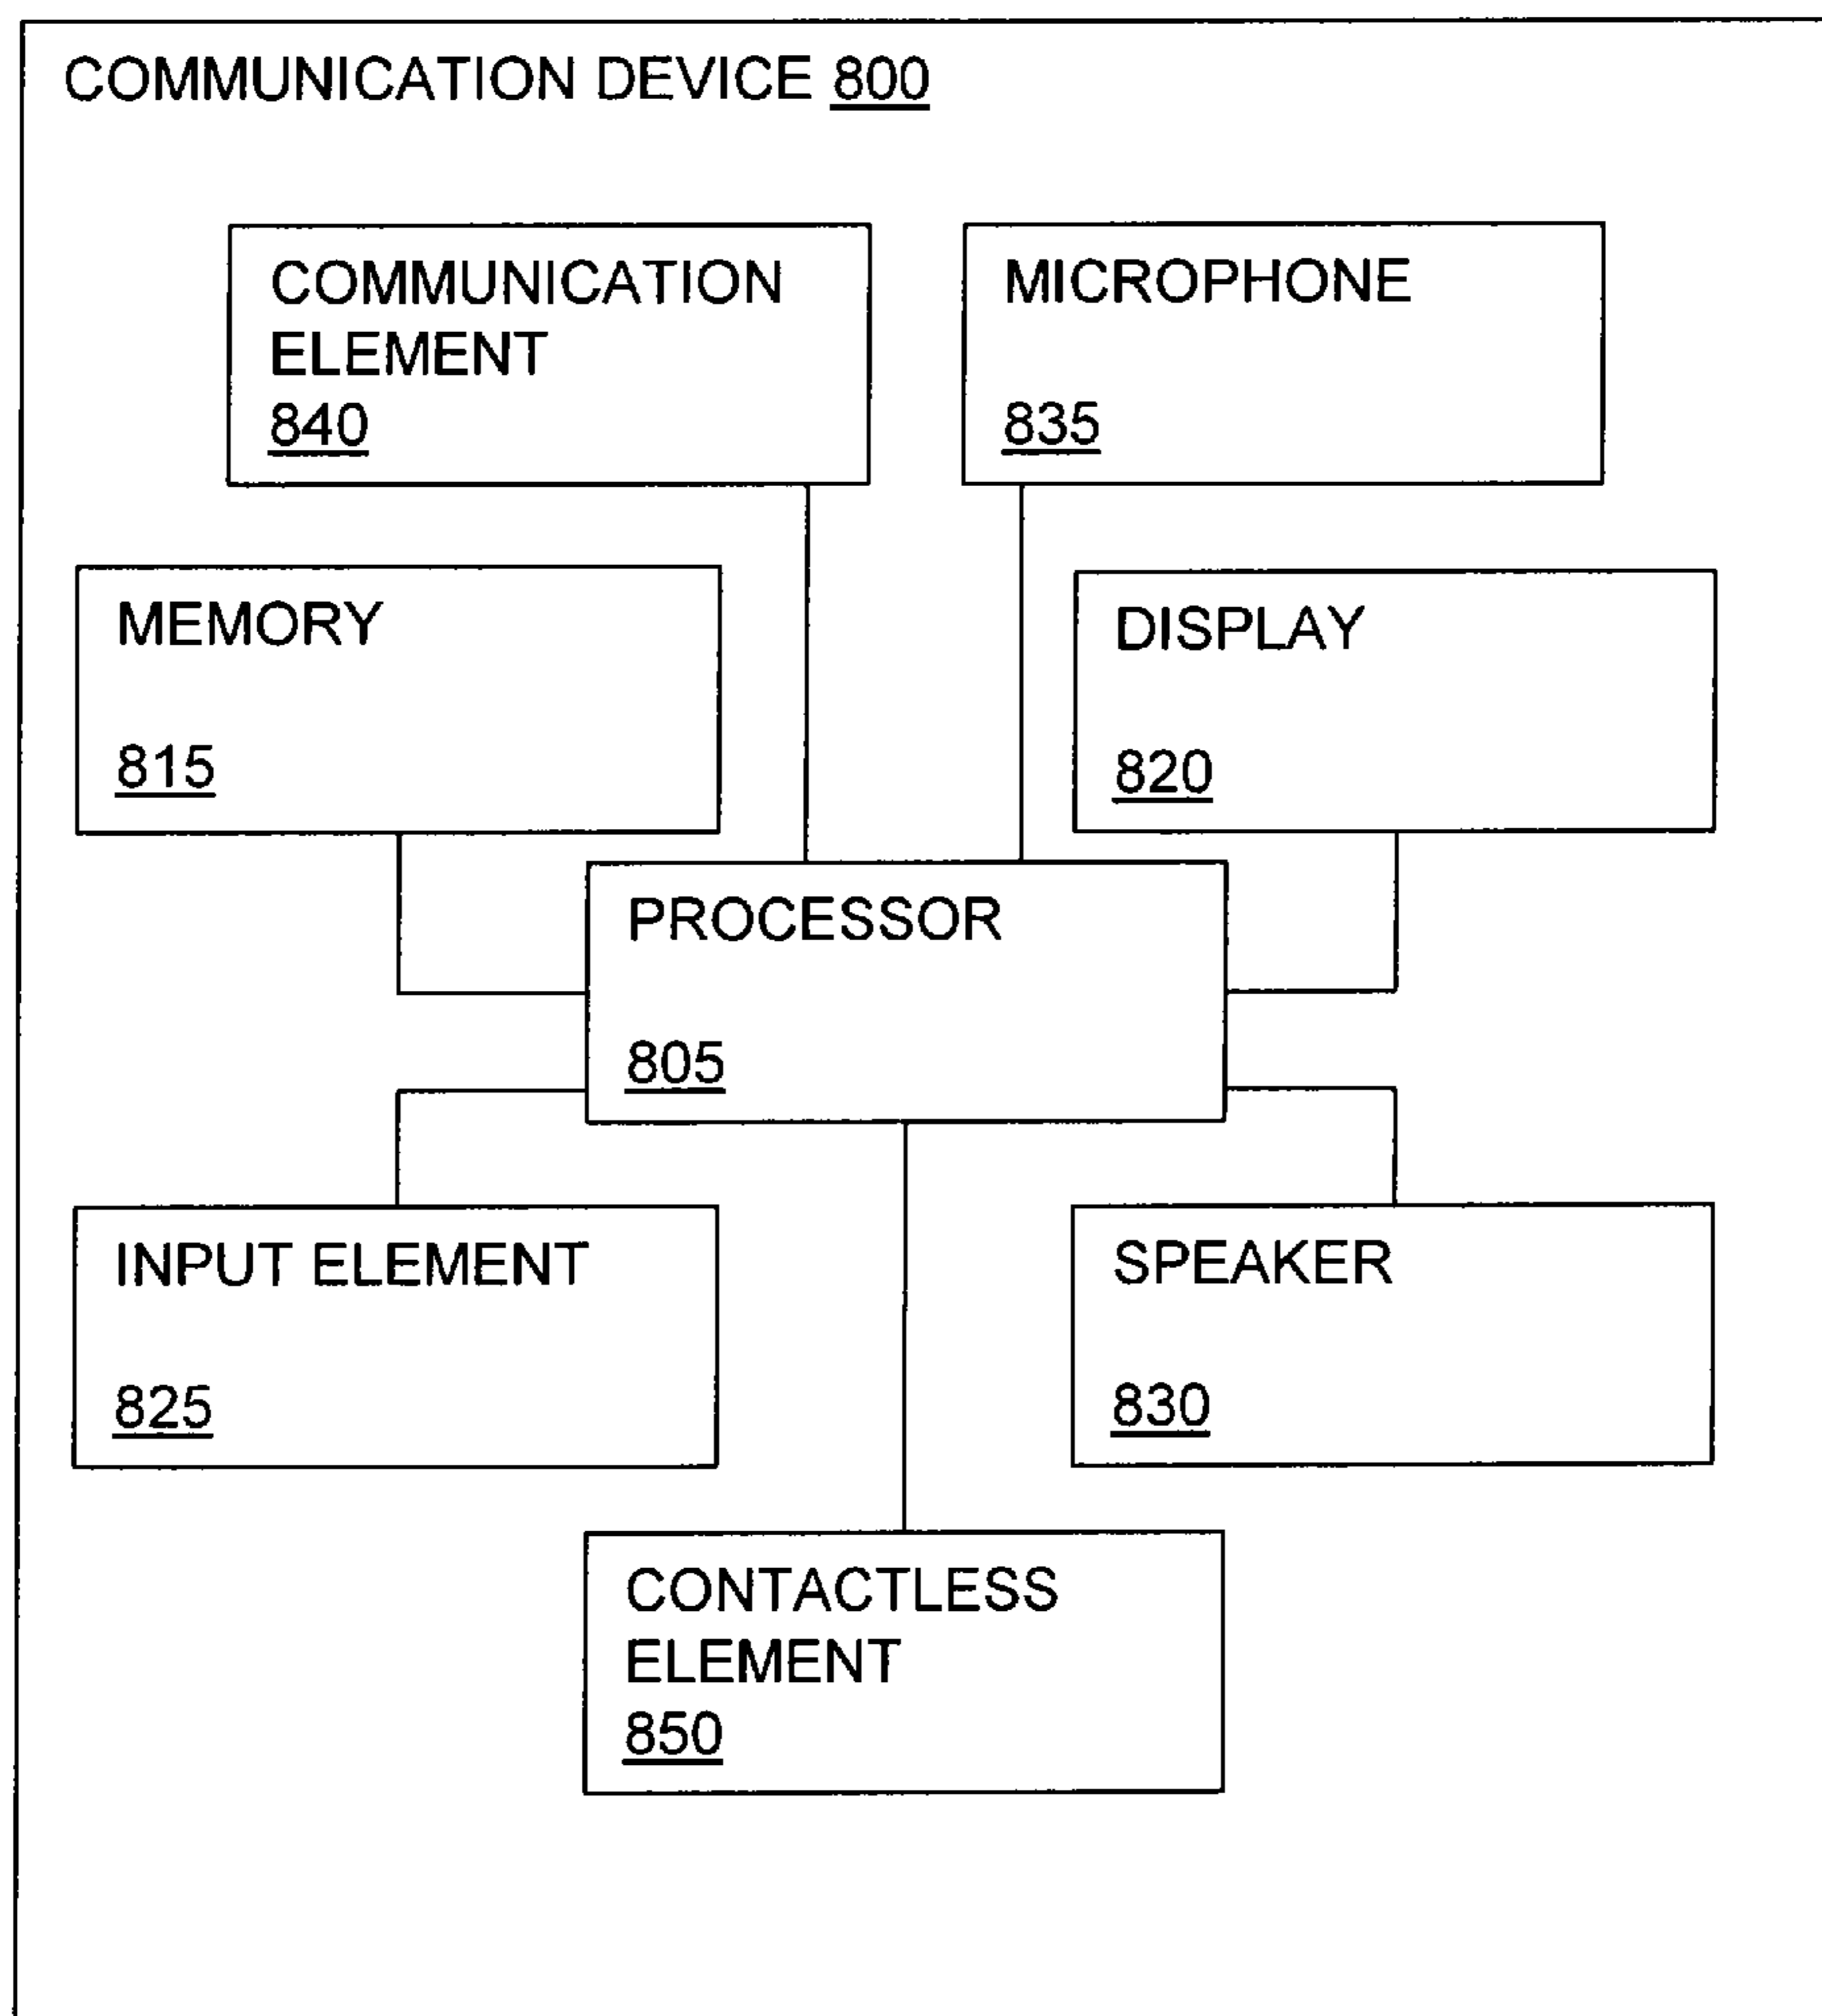 COMMUNICATION DEVICE 800
COMMUNICATION
ELEMENT
840
MICROPHONE
835
MEMORY
815
DISPLAY
820
PROCESSOR
805
INPUT ELEMENT
825
SPEAKER
830
CONTACTLESS
ELEMENT
850